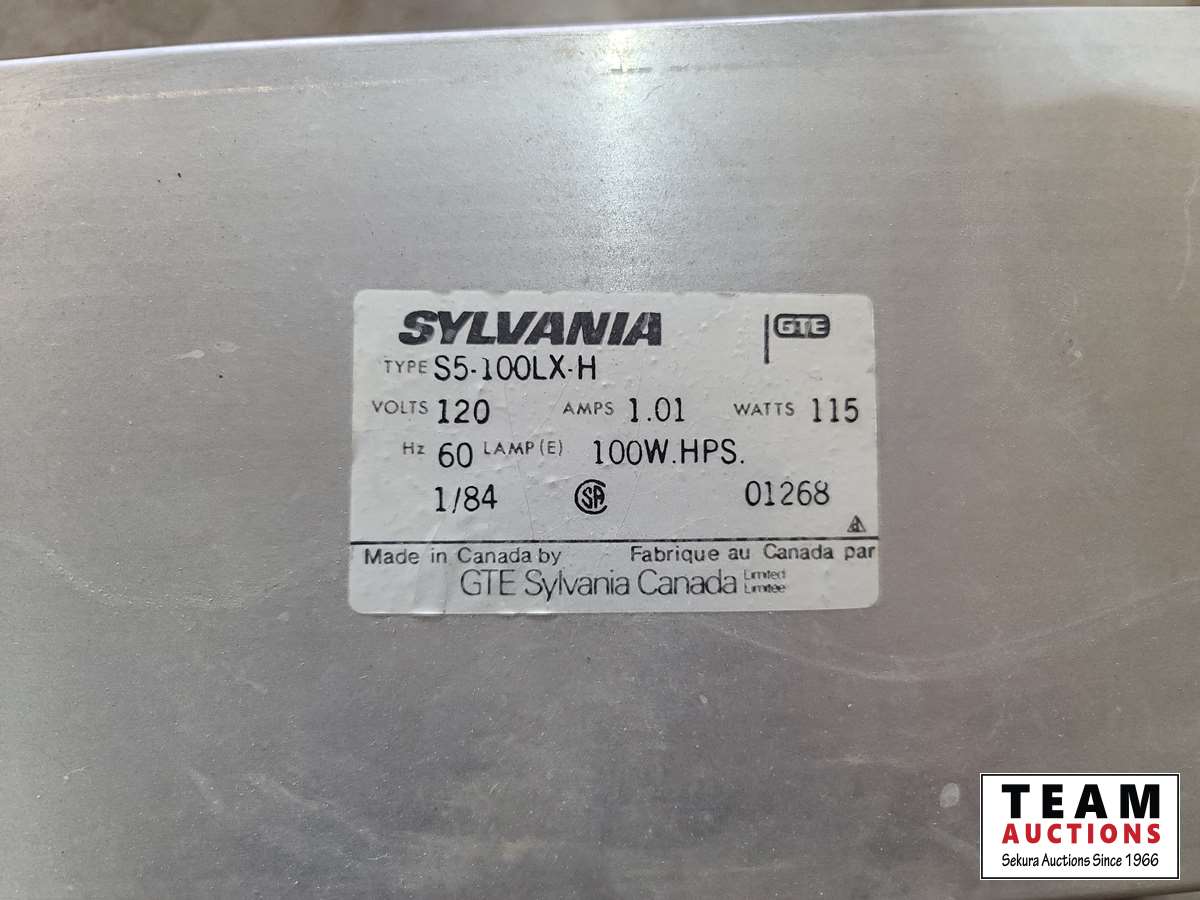 SYLVANIA GTE
TYPE S5-100LX-H
VOLTS 120 AMPS 1.01 WATTS 115
Hz 60 LAMP(E) 100W.HPS.
1/84 SA 01268
Made in Canada by Fabrique au Canada par
GTE Sylvania Canada Limited
Limitée
TEAM
AUCTIONS
Sekura Auctions Since 1966